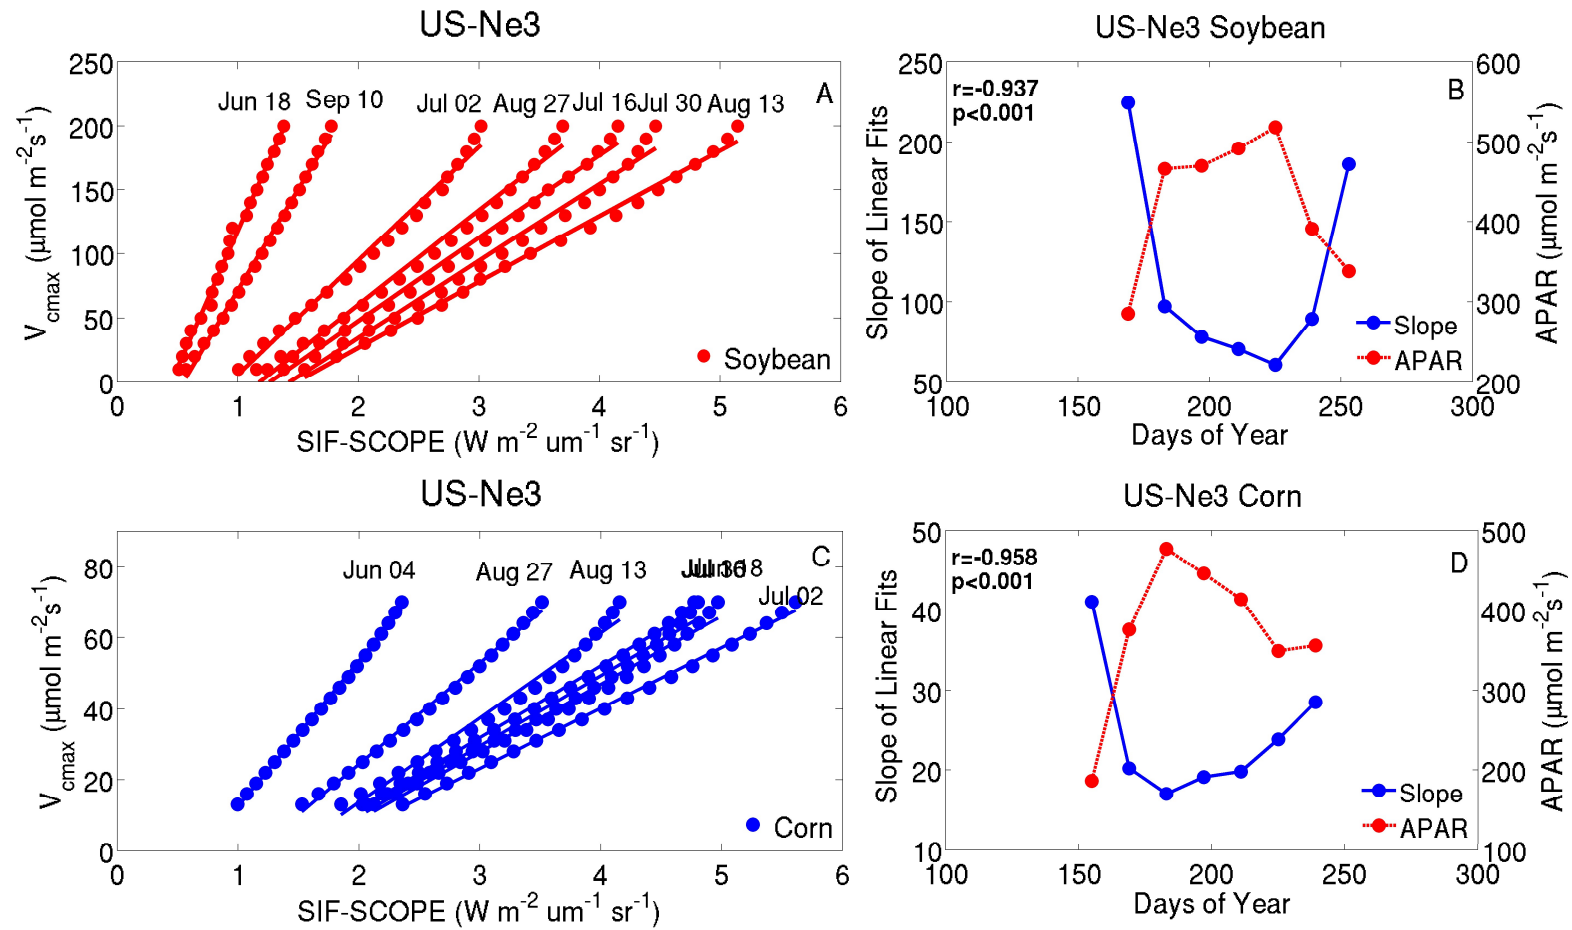 US-Ne3
250
200
150
100
50
0
0 1 2 3 4 5 6
Jun 18 Sep 10 Jul 02 Aug 27 Jul 16 Jul 30 Aug 13
A
Soybean
Vcmax (μmol m-2s-1)
SIF-SCOPE (W m-2 um-1 sr-1)
US-Ne3 Soybean
250
200
150
100
50
600
500
400
300
200
100 150 200 250 300
r=-0.937
p<0.001
B
Slope
APAR
Slope of Linear Fits
APAR (μmol m-2s-1)
Days of Year
US-Ne3
80
60
40
20
0
0 1 2 3 4 5 6
Jun 04 Aug 27 Aug 13
Jul 02
C
Corn
Vcmax (μmol m-2s-1)
SIF-SCOPE (W m-2 um-1 sr-1)
US-Ne3 Corn
50
40
30
20
10
500
400
300
200
100
100 150 200 250 300
r=-0.958
p<0.001
D
Slope
APAR
Slope of Linear Fits
APAR (μmol m-2s-1)
Days of Year